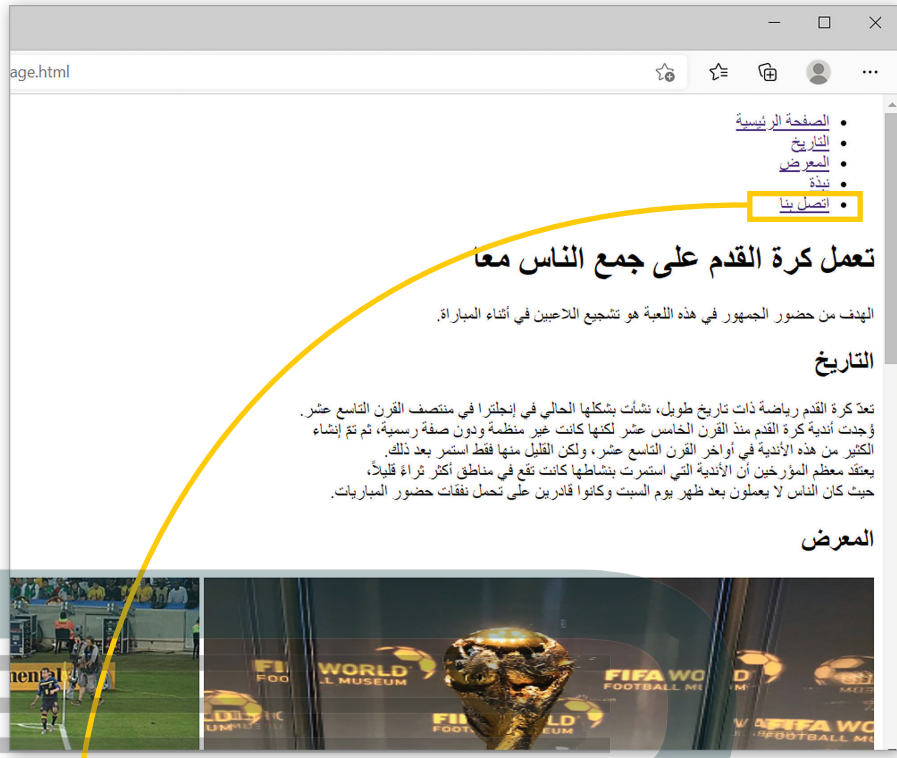 age.html
الصفحة الرئيسية
التاريخ
المعرض
نبذة
اتصل بنا
تعمل كرة القدم على جمع الناس معًا
الهدف من حضور الجمهور في هذه اللعبة هو تشجيع اللاعبين في أثناء المباراة.
التاريخ
تعدّ كرة القدم رياضة ذات تاريخ طويل، نشأت بشكلها الحالي في إنجلترا في منتصف القرن التاسع عشر.
وُجدت أندية كرة القدم منذ القرن الخامس عشر لكنها كانت غير منظمة ودون صفة رسمية، ثم تمّ إنشاء
الكثير من هذه الأندية في أواخر القرن التاسع عشر، ولكن القليل منها فقط استمر بعد ذلك.
يعتقد معظم المؤرخين أن الأندية التي استمرت بنشاطها كانت تقع في مناطق أكثر ثراءً قليلاً،
حيث كان الناس لا يعملون بعد ظهر يوم السبت وكانوا قادرين على تحمل نفقات حضور المباريات.
المعرض
WORLD
MUSEUM
FIFA WO
FOOTBALL
FIFA WO